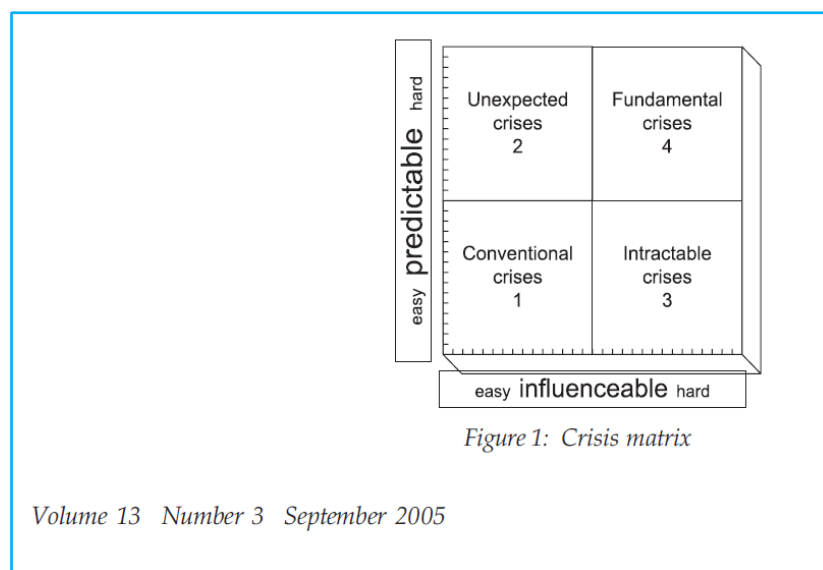 hard
predictable
easy
Unexpected
crises
2
Fundamental
crises
4
Conventional
crises
1
Intractable
crises
3
easy influenceable hard
Figure 1: Crisis matrix
Volume 13 Number 3 September 2005